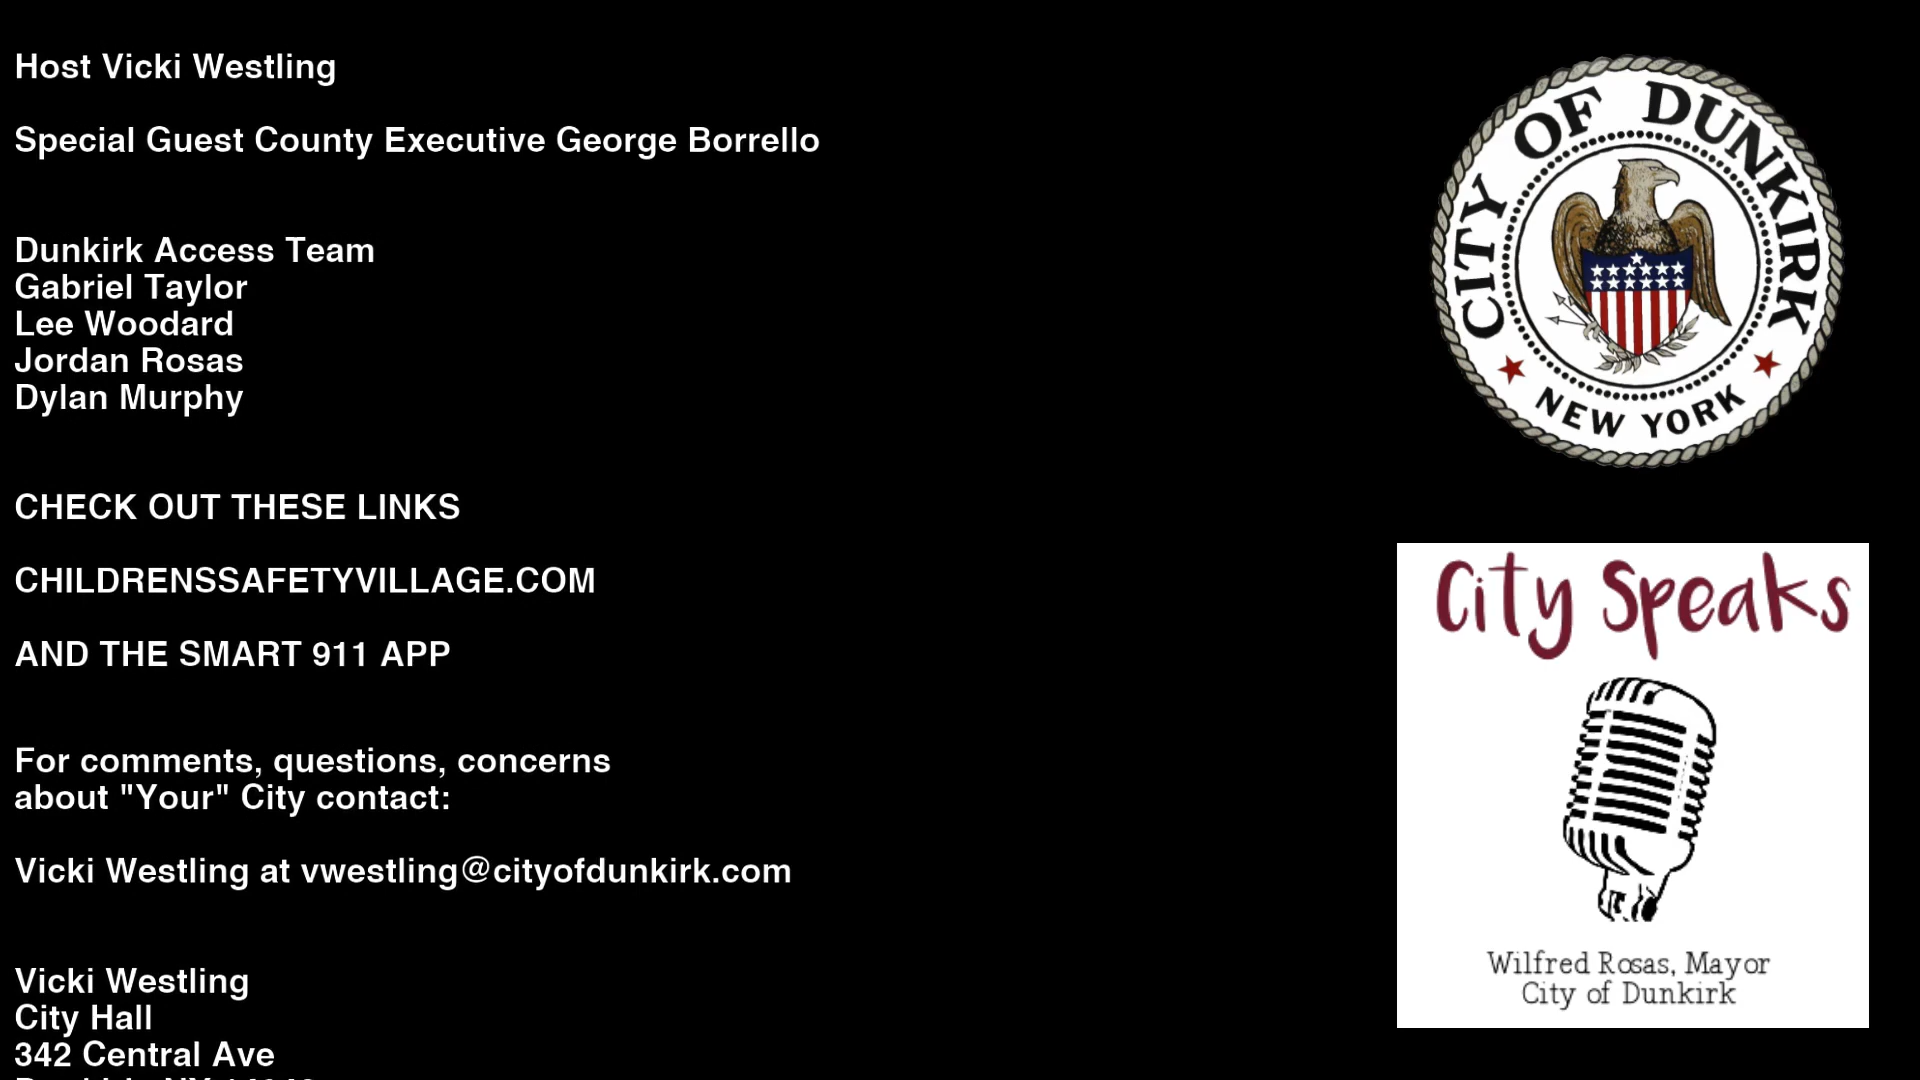 Host Vicki Westling
Special Guest County Executive George Borrello
Dunkirk Access Team
Gabriel Taylor
Lee Woodard
Jordan Rosas
Dylan Murphy
CHECK OUT THESE LINKS
CHILDRENSSAFETYVILLAGE.COM
AND THE SMART 911 APP
For comments, questions, concerns
about "Your" City contact:
Vicki Westling at vwestling@cityofdunkirk.com
Vicki Westling
City Hall
342 Central Ave
CITY OF DUNKIRK
NEW YORK
City Speaks
Wilfred Rosas, Mayor
City of Dunkirk